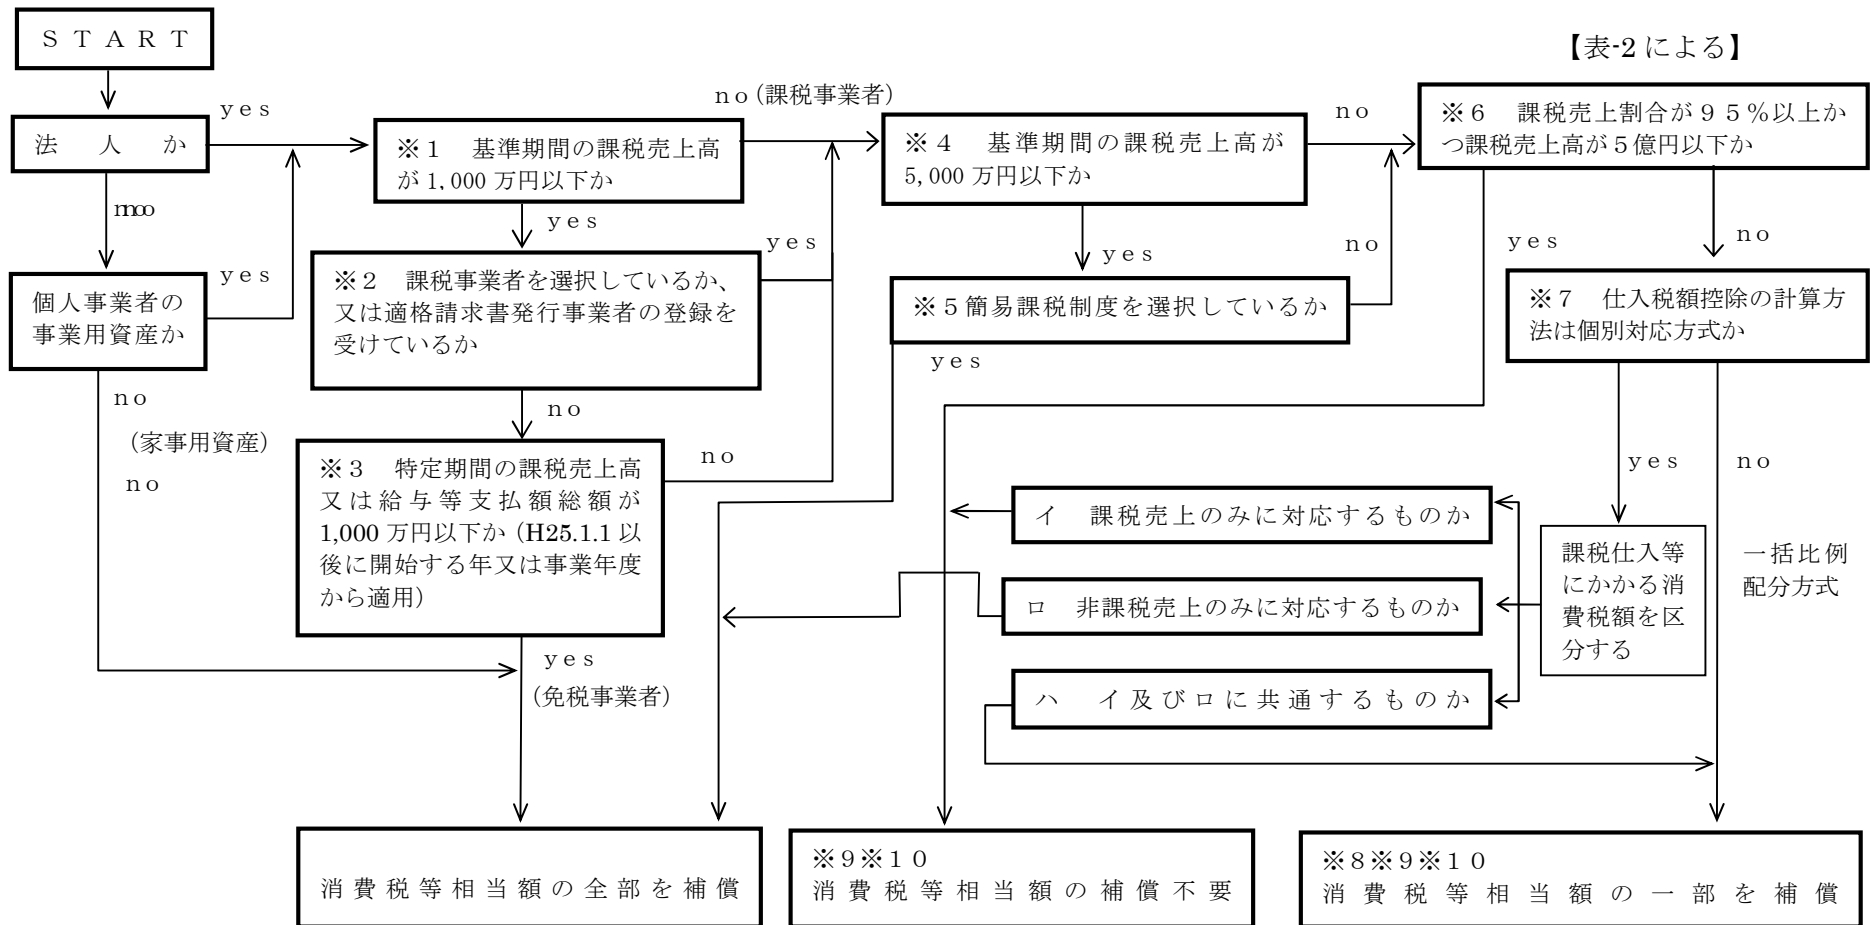 ＳＴＡＲＴ
【表-2による】
法人か
yes
no(課税事業者)
※１　基準期間の課税売上高
が1,000万円以下か
※４　基準期間の課税売上高が
5,000万円以下か
no
※６　課税売上割合が９５％以上か
つ課税売上高が５億円以下か
yes
yes
yes
no
yes
no
個人事業者の
事業用資産か
yes
※２　課税事業者を選択しているか、
又は適格請求書発行事業者の登録を
受けているか
※５簡易課税制度を選択しているか
yes
※７　仕入税額控除の計算方
法は個別対応方式か
no
(家事用資産)
no
no
※３　特定期間の課税売上高
又は給与等支払額総額が
1,000万円以下か（H25.1.1以
後に開始する年又は事業年度
から適用）
no
yes
no
イ　課税売上のみに対応するものか
ロ　非課税売上のみに対応するものか
ハ　イ及びロに共通するものか
課税仕入等
にかかる消
費税額を区
分する
一括比例
配分方式
yes
(免税事業者)
消費税等相当額の全部を補償
※９※１０
消費税等相当額の補償不要
※８※９※１０
消費税等相当額の一部を補償